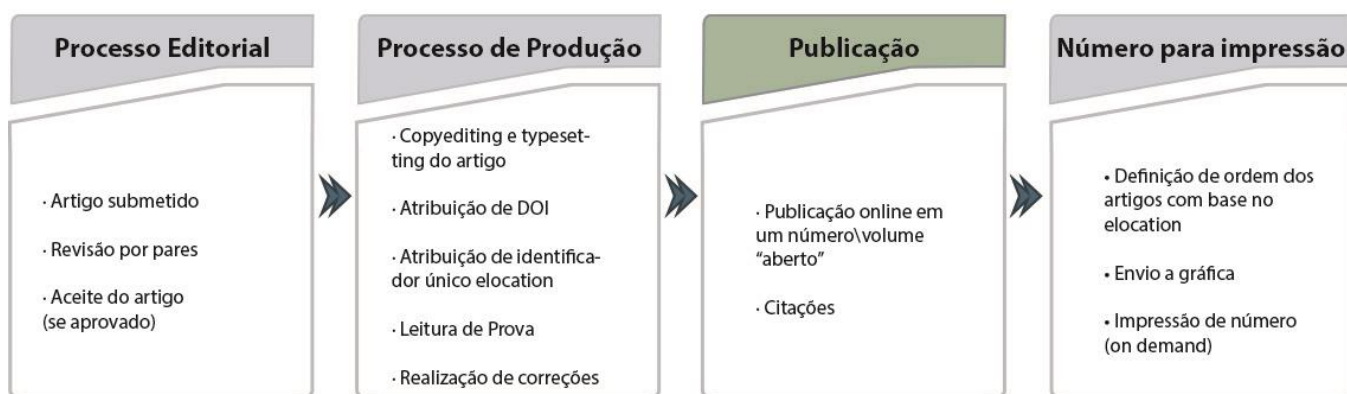 Processo Editorial
· Artigo submetido
· Revisão por pares
· Aceite do artigo
(se aprovado)
Processo de Produção
· Copyediting e typeset-
ting do artigo
· Atribuição de DOI
· Atribuição de identifica-
dor único elocation
· Leitura de Prova
· Realização de correções
Publicação
· Publicação online em
um número\volume
“aberto”
· Citações
Número para impressão
• Definição de ordem dos
artigos com base no
elocation
• Envio a gráfica
• Impressão de número
(on demand)